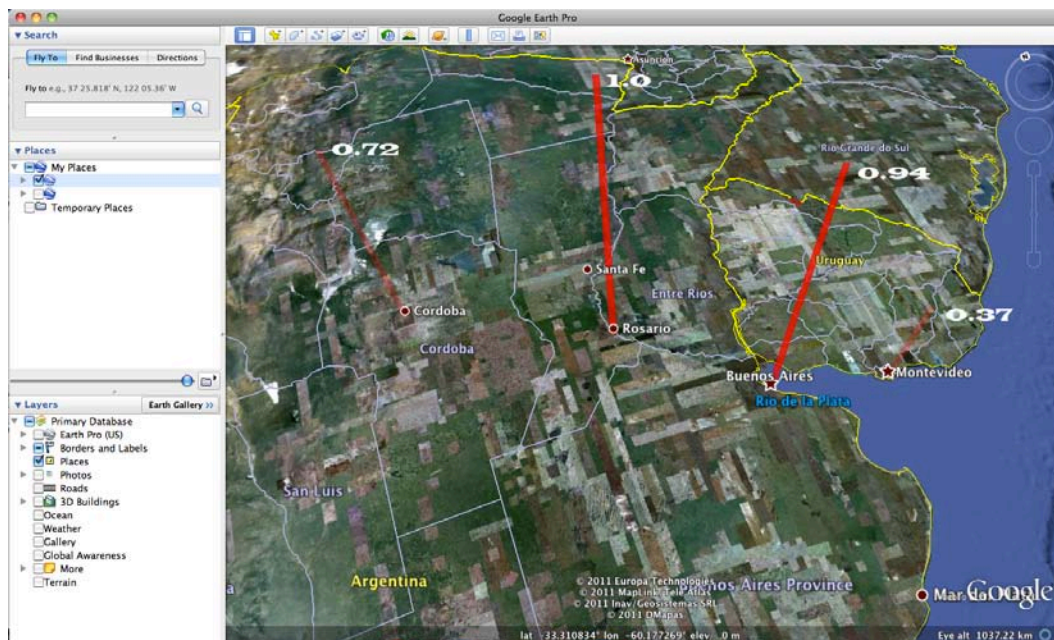 Google Earth Pro
Search
Fly To Find Businesses Directions
Fly to e.g., 37 25.818' N, 122 05.36' W
Places
My Places
Temporary Places
Layers
Earth Gallery >>
Primary Database
Earth Pro (US)
Borders and Labels
Places
Photos
Roads
3D Buildings
Ocean
Weather
Gallery
Global Awareness
More
Terrain
Asuncion
1.0
0.72
Rio Grande do Sul
0.94
Uruguay
Santa Fe
Entre Rios
Cordoba
Rosario
0.37
Cordoba
Buenos Aires
Montevideo
Rio de la Plata
San Luis
Argentina
© 2011 Europa Technologies
© 2011 MapLink/Tele Atlas
© 2011 Inav/Geosistemas SRL
© 2011 DMapas
Buenos Aires Province
Mar del Plata
Google
lat -33.310834° lon -60.177269° elev 0 m
Eye alt 1037.22 km